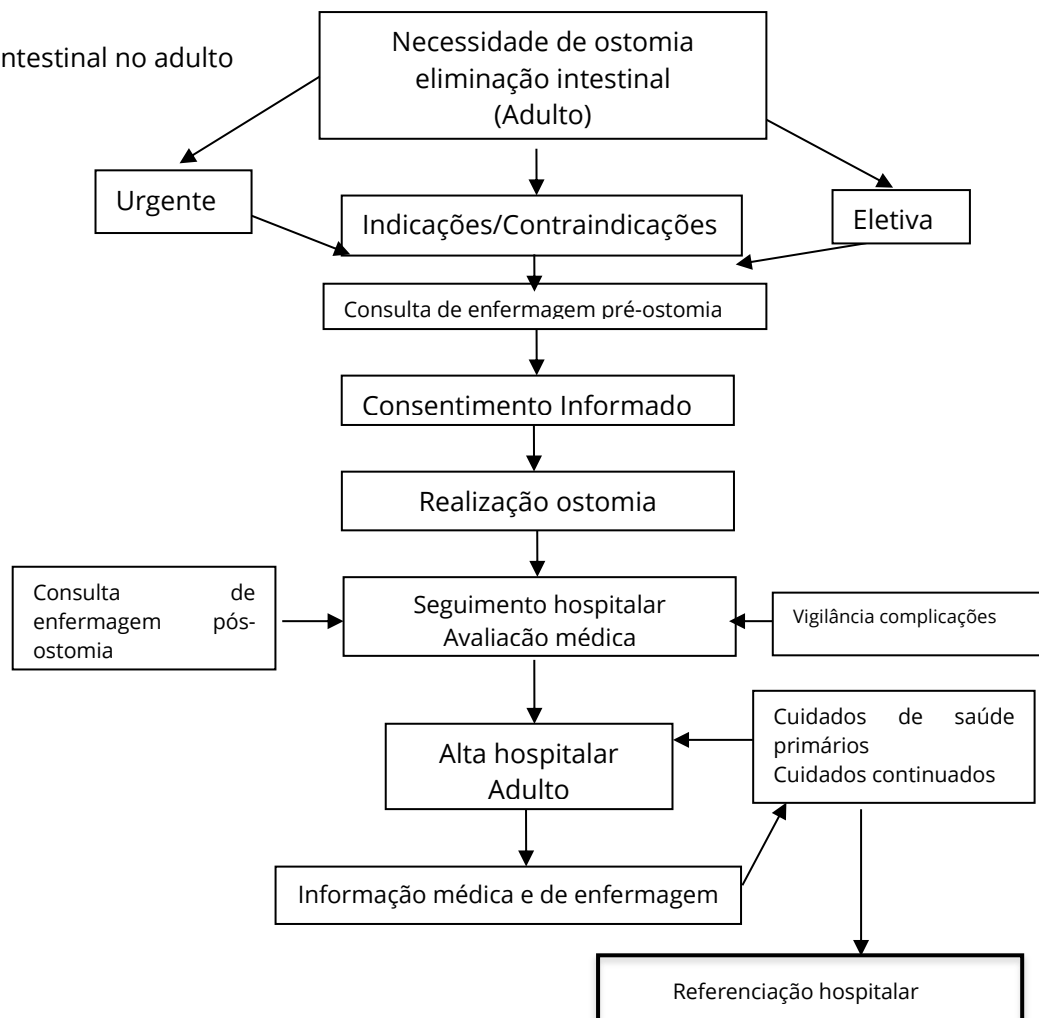 ntestinal no adulto
Necessidade de ostomia
eliminação intestinal
(Adulto)
Urgente
Indicações/Contraindicações
Eletiva
Consulta de enfermagem pré-ostomia
Consentimento Informado
Realização ostomia
Consulta de
enfermagem pós-
ostomia
Seguimento hospitalar
Avaliação médica
Vigilância complicações
Cuidados de saúde
primários
Cuidados continuados
Alta hospitalar
Adulto
Informação médica e de enfermagem
Referenciação hospitalar